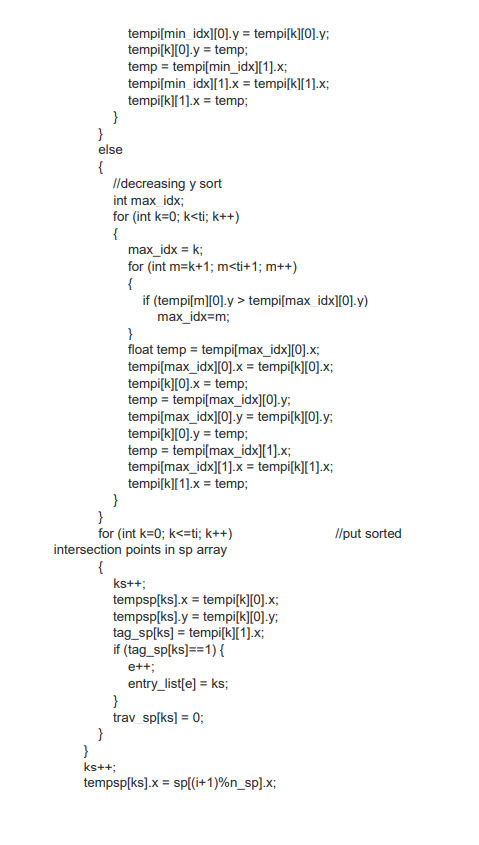 tempi[min_idx][0].y = tempi[k][0].y;
tempi[k][0].y = temp;
temp = tempi[min_idx][1].x;
tempi[min_idx][1].x = tempi[k][1].x;
tempi[k][1].x = temp;
}
}
else
{
//decreasing y sort
int max_idx;
for (int k=0; k<ti; k++)
{
max_idx = k;
for (int m=k+1; m<ti+1; m++)
{
if (tempi[m][0].y > tempi[max_idx][0].y)
max_idx=m;
}
float temp = tempi[max_idx][0].x;
tempi[max_idx][0].x = tempi[k][0].x;
tempi[k][0].x = temp;
temp = tempi[max_idx][0].y;
tempi[max_idx][0].y = tempi[k][0].y;
tempi[k][0].y = temp;
temp = tempi[max_idx][1].x;
tempi[max_idx][1].x = tempi[k][1].x;
tempi[k][1].x = temp;
}
}
for (int k=0; k<=ti; k++) //put sorted
intersection points in sp array
{
ks++;
tempsp[ks].x = tempi[k][0].x;
tempsp[ks].y = tempi[k][0].y;
tag_sp[ks] = tempi[k][1].x;
if (tag_sp[ks]==1) {
e++;
entry_list[e] = ks;
}
trav_sp[ks] = 0;
}
}
ks++;
tempsp[ks].x = sp[(i+1)%n_sp].x;